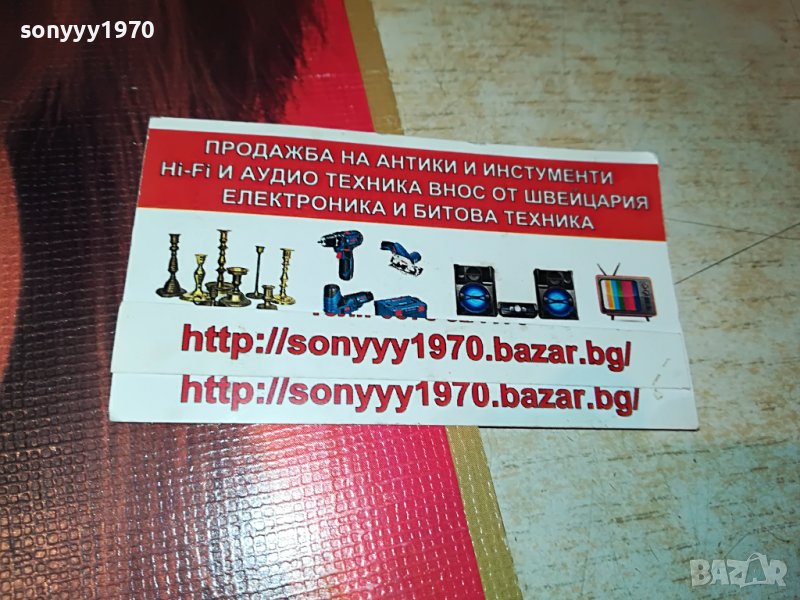 sonyyy1970
ПРОДАЖБА НА АНТИКИ И ИНСТУМЕНТИ
Hi-Fi И АУДИО ТЕХНИКА ВНОС ОТ ШВЕЙЦАРИЯ
ЕЛЕКТРОНИКА И БИТОВА ТЕХНИКА
http://sonyyy1970.bazar.bg/
http://sonyyy1970.bazar.bg/
BAZAR